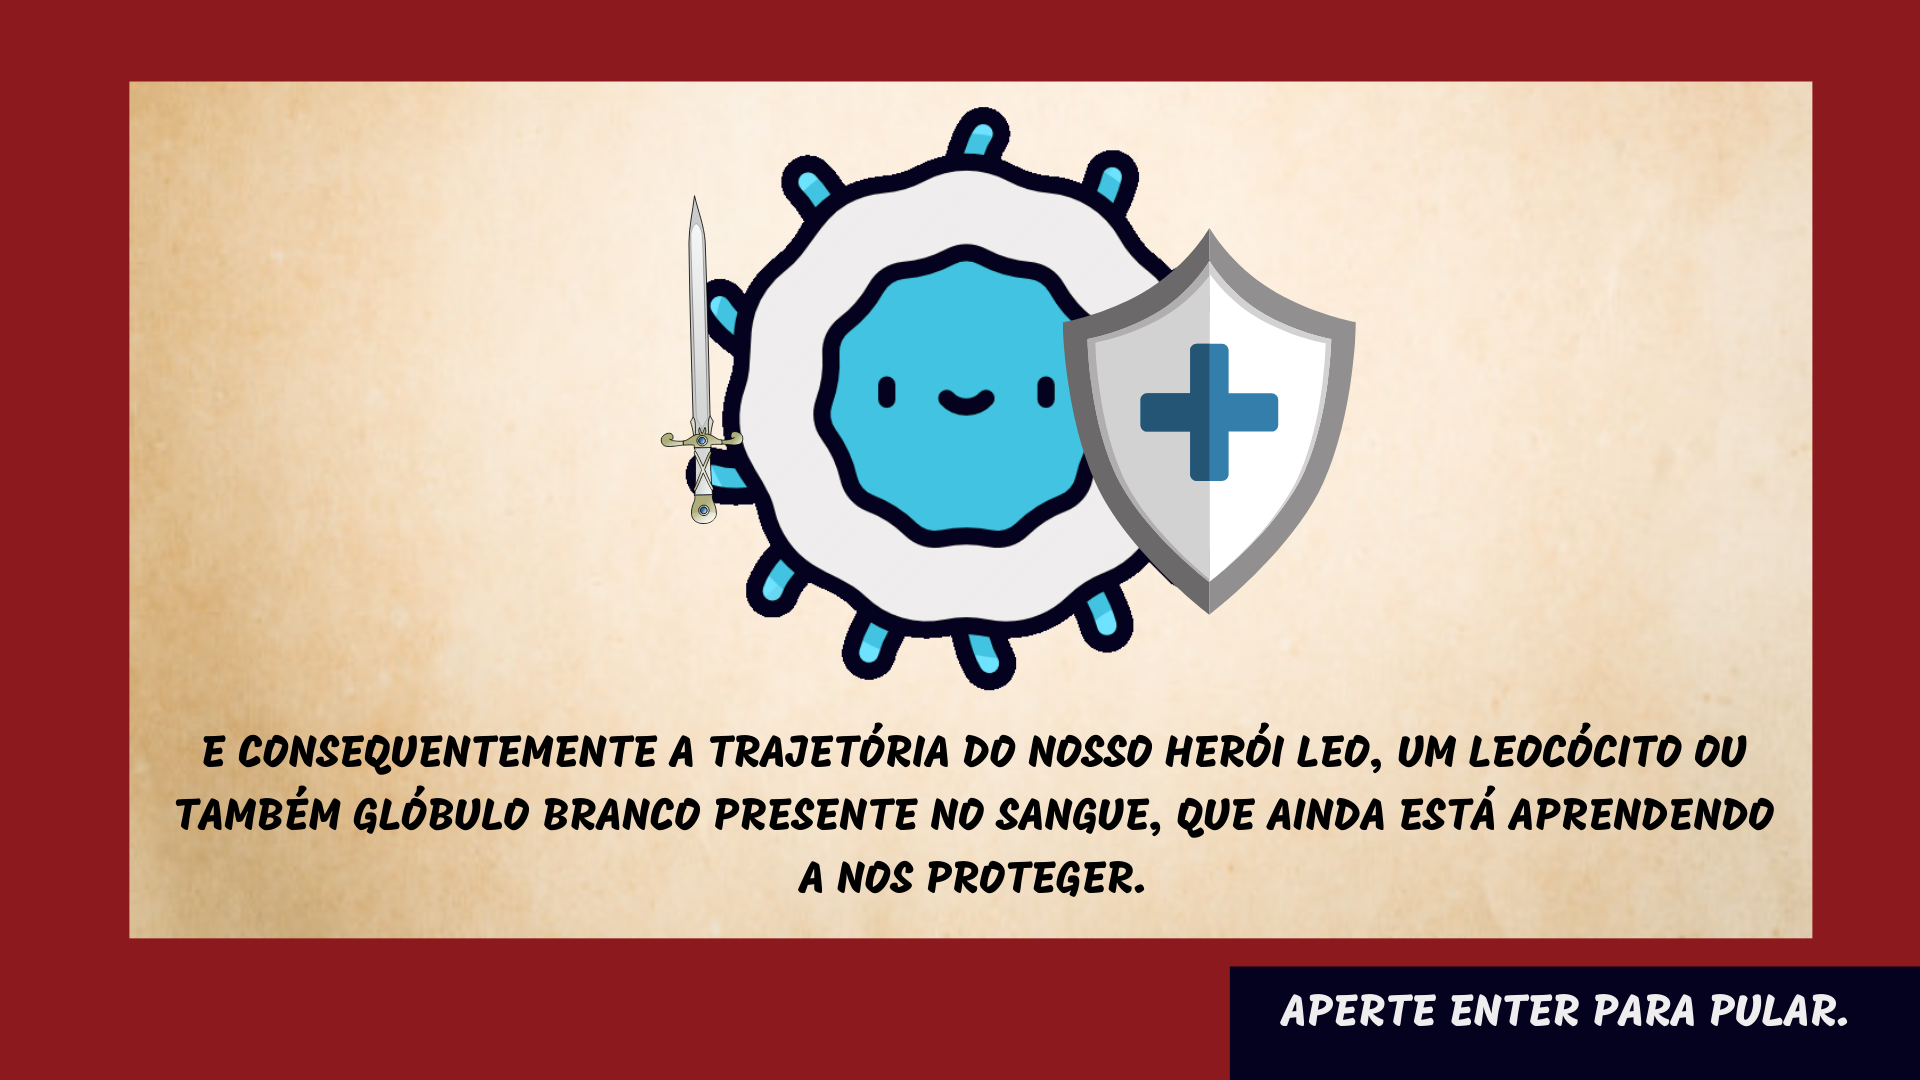 E CONSEQUENTEMENTE A TRAJETÓRIA DO NOSSO HERÓI LEO, UM LEOCÓCITO OU
TAMBÉM GLÓBULO BRANCO PRESENTE NO SANGUE, QUE AINDA ESTÁ APRENDENDO
A NOS PROTEGER.
APERTE ENTER PARA PULAR.